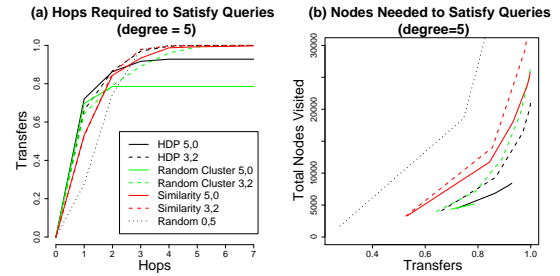 (a) Hops Required to Satisfy Queries
(degree = 5)
Transfers
1.0
0.8
0.6
0.4
0.2
0.0
HDP 5,0
HDP 3,2
Random Cluster 5,0
Random Cluster 3,2
Similarity 5,0
Similarity 3,2
Random 0,5
0 1 2 3 4 5 6 7
Hops
(b) Nodes Needed to Satisfy Queries
(degree=5)
Total Nodes Visited
30000
20000
10000
5000
0
0.4 0.6 0.8 1.0
Transfers